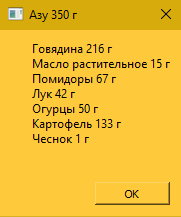 Азу 350 г
Говядина 216 г
Масло растительное 15 г
Помидоры 67 г
Лук 42 г
Огурцы 50 г
Картофель 133 г
Чеснок 1 г
OK